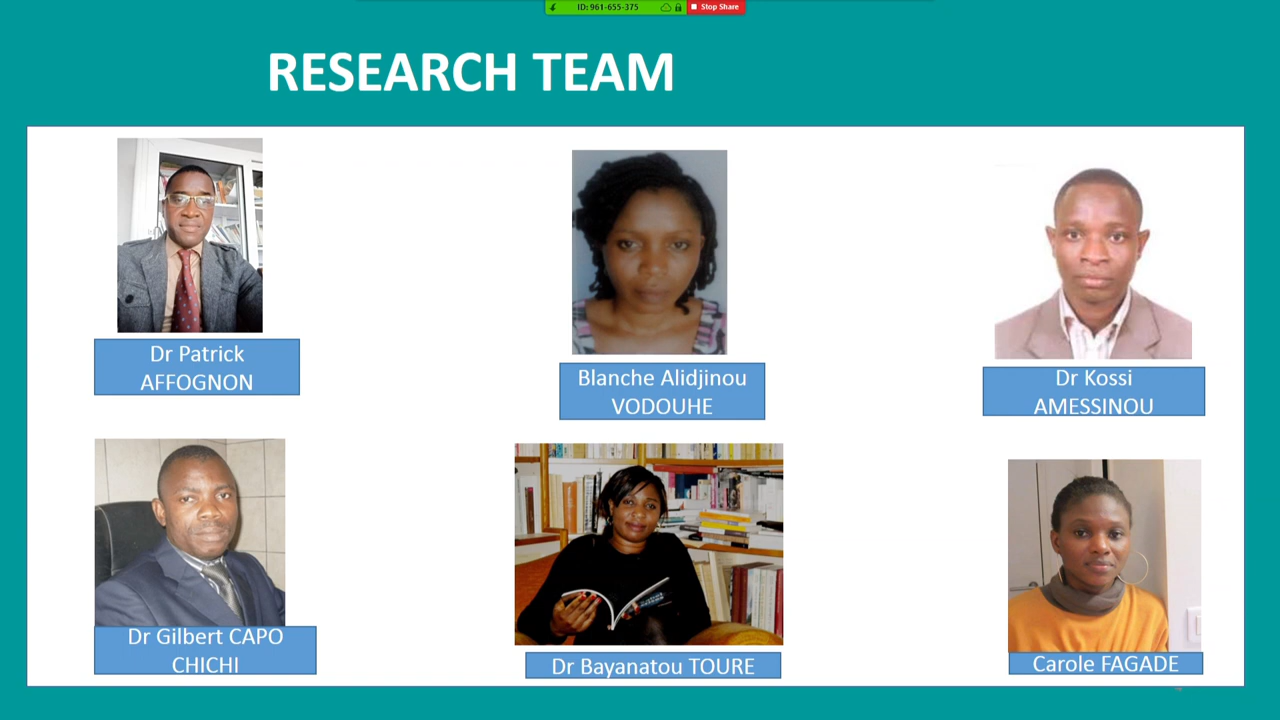 ID: 961-655-375
Stop Share
RESEARCH TEAM
Dr Patrick
AFFOGNON
Blanche Alidjinou
VODOUHE
Dr Kossi
AMESSINOU
Dr Gilbert CAPO
CHICHI
Dr Bayanatou TOURE
Carole FAGADE